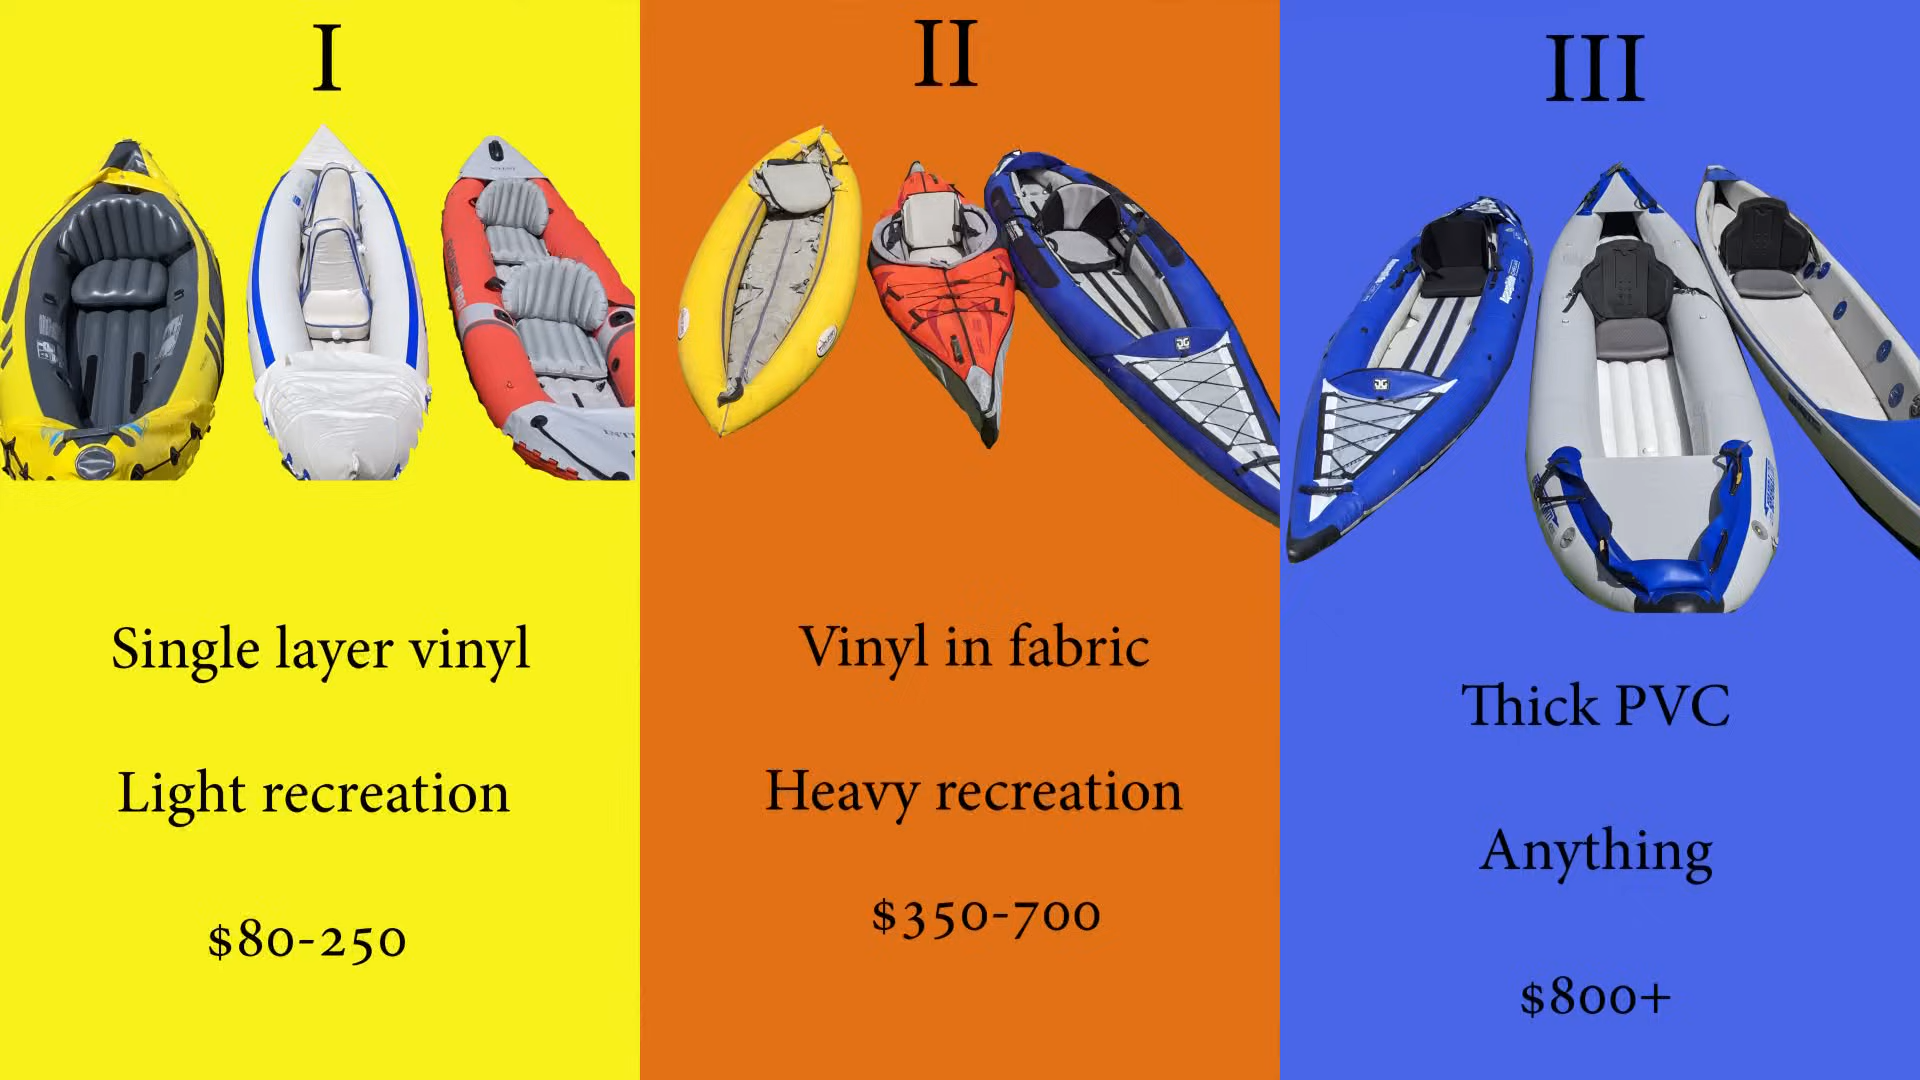 I
Single layer vinyl
Light recreation
$80-250
II
Vinyl in fabric
Heavy recreation
$350-700
III
Thick PVC
Anything
$800+